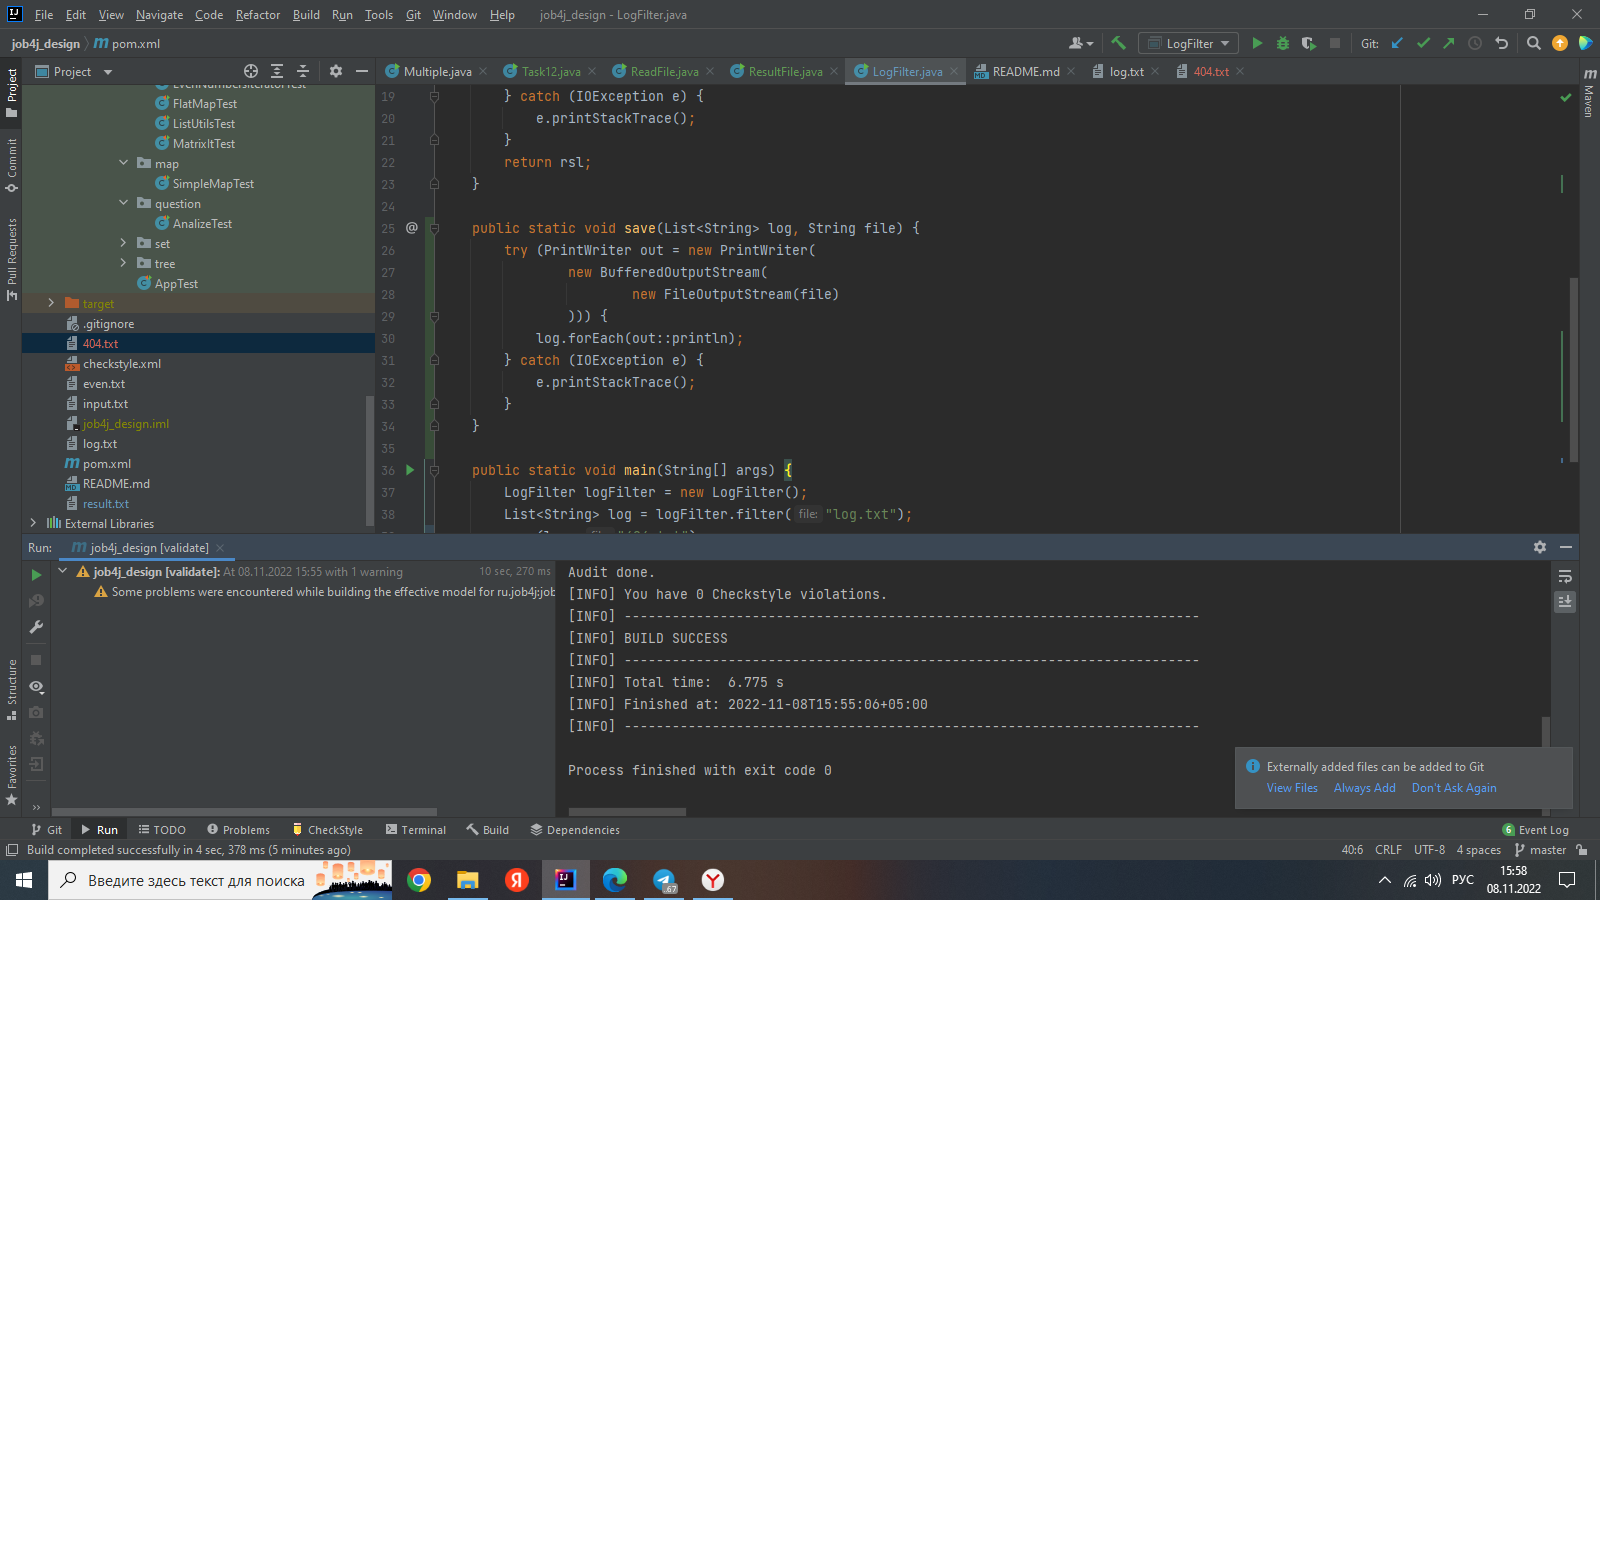 File Edit View Navigate Code Refactor Build Run Tools Git Window Help job4j_design - LogFilter.java
job4j_design pom.xml LogFilter Git:
Project Multiple.java Task12.java ReadFile.java ResultFile.java LogFilter.java README.md log.txt 404.txt
Project
Commit
Pull Requests
Structure
Favorites
Maven
EvenNumbersIteratorTest
FlatMapTest
ListUtilsTest
MatrixItTest
map
SimpleMapTest
question
AnalizeTest
set
tree
AppTest
target
.gitignore
404.txt
checkstyle.xml
even.txt
input.txt
job4j_design.iml
log.txt
pom.xml
README.md
result.txt
External Libraries
19 } catch (IOException e) {
20 e.printStackTrace();
21 }
22 return rsl;
23 }
24
25 @ public static void save(List<String> log, String file) {
26 try (PrintWriter out = new PrintWriter(
27 new BufferedOutputStream(
28 new FileOutputStream(file)
29 ))) {
30 log.forEach(out::println);
31 } catch (IOException e) {
32 e.printStackTrace();
33 }
34 }
35
36 public static void main(String[] args) {
37 LogFilter logFilter = new LogFilter();
38 List<String> log = logFilter.filter( file: "log.txt");
Run: job4j_design [validate]
job4j_design [validate]: At 08.11.2022 15:55 with 1 warning 10 sec, 270 ms
Some problems were encountered while building the effective model for ru.job4j:job
Audit done.
[INFO] You have 0 Checkstyle violations.
[INFO] ------------------------------------------------------------------------
[INFO] BUILD SUCCESS
[INFO] ------------------------------------------------------------------------
[INFO] Total time:  6.775 s
[INFO] Finished at: 2022-11-08T15:55:06+05:00
[INFO] ------------------------------------------------------------------------
Process finished with exit code 0
Externally added files can be added to Git
View Files Always Add Don't Ask Again
Git Run TODO Problems CheckStyle Terminal Build Dependencies 6 Event Log
Build completed successfully in 4 sec, 378 ms (5 minutes ago) 40:6 CRLF UTF-8 4 spaces master
Введите здесь текст для поиска ..67 РУС 15:58
08.11.2022